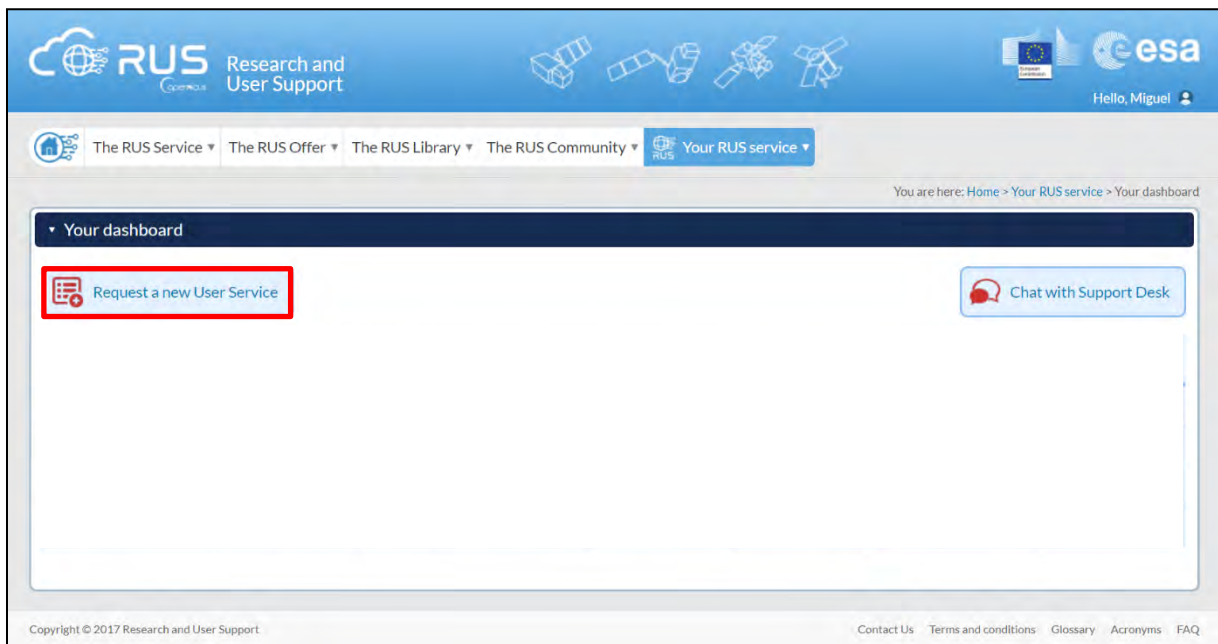 RUS
Copernicus
Research and
User Support
esa
Hello, Miguel
The RUS Service
The RUS Offer
The RUS Library
The RUS Community
RUS
Your RUS service
You are here: Home > Your RUS service > Your dashboard
Your dashboard
Request a new User Service
Chat with Support Desk
Copyright © 2017 Research and User Support
Contact Us Terms and conditions Glossary Acronyms FAQ